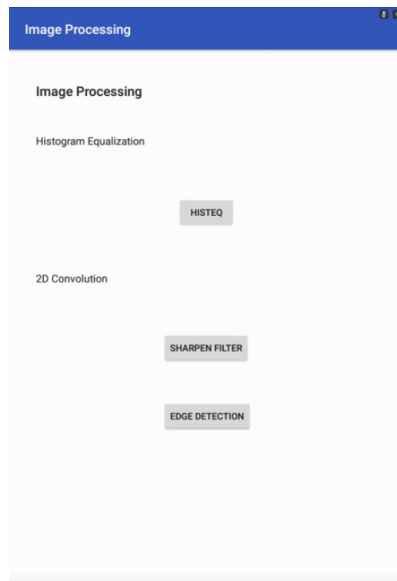 Image Processing
Image Processing
Histogram Equalization
HISTEQ
2D Convolution
SHARPEN FILTER
EDGE DETECTION